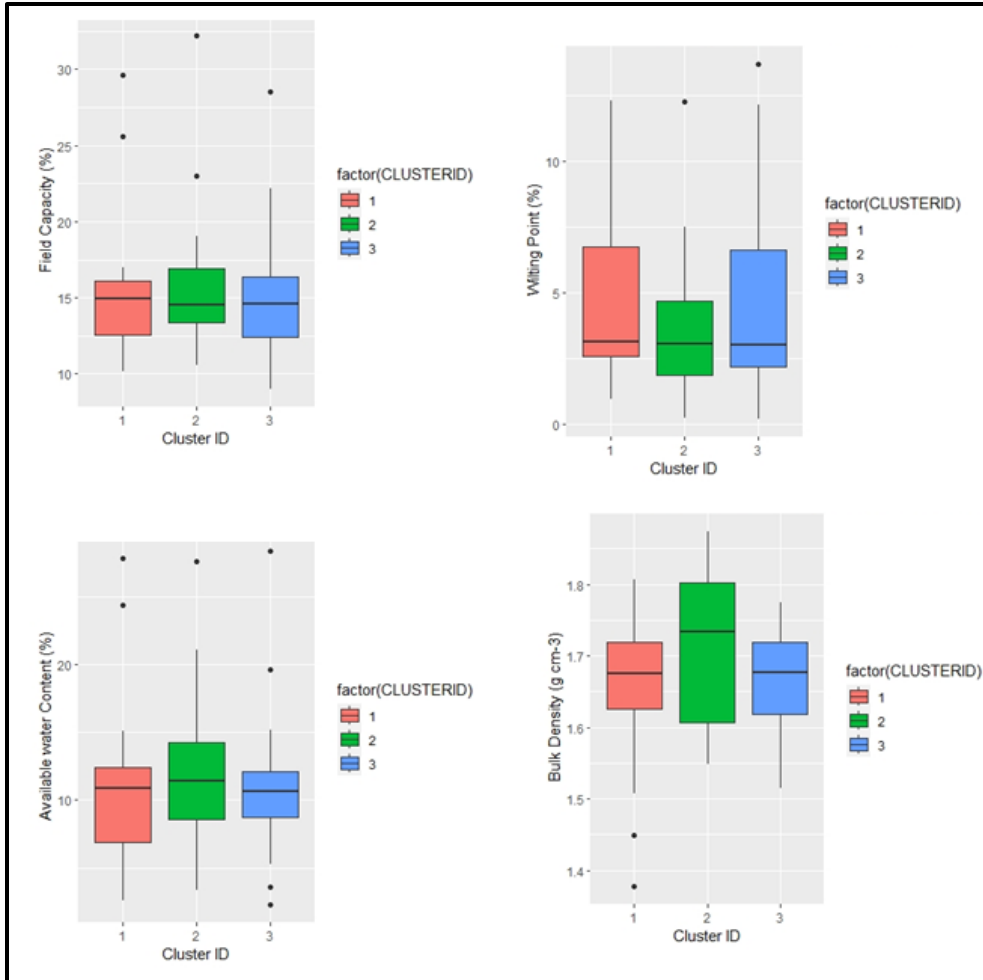 Field Capacity (%)
30
25
20
15
10
1 2 3
Cluster ID
factor(CLUSTERID)
1
2
3
Wilting Point (%)
10
5
0
1 2 3
Cluster ID
factor(CLUSTERID)
1
2
3
Available water Content (%)
20
10
1 2 3
Cluster ID
factor(CLUSTERID)
1
2
3
Bulk Density (g cm-3)
1.8
1.7
1.6
1.5
1.4
1 2 3
Cluster ID
factor(CLUSTERID)
1
2
3